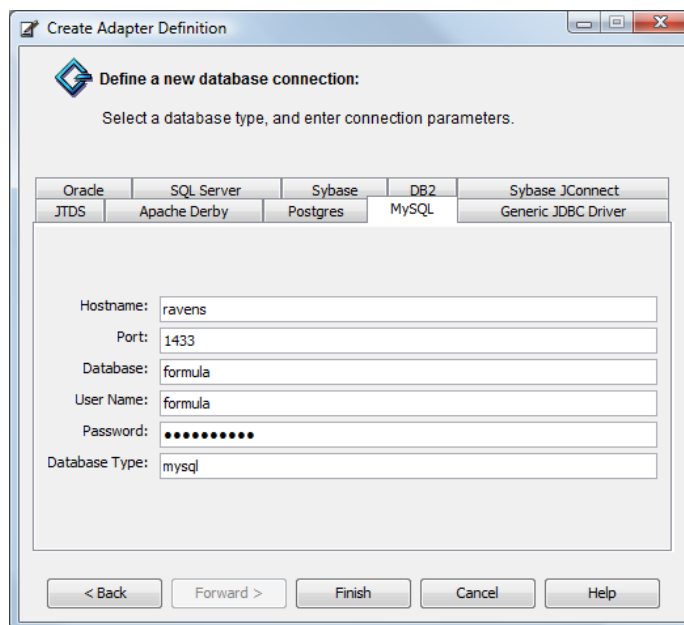 Create Adapter Definition
Define a new database connection:
Select a database type, and enter connection parameters.
Oracle SQL Server Sybase DB2 Sybase JConnect
JTDS Apache Derby Postgres MySQL Generic JDBC Driver
Hostname: ravens
Port: 1433
Database: formula
User Name: formula
Password: ●●●●●●●●●●
Database Type: mysql
< Back Forward > Finish Cancel Help